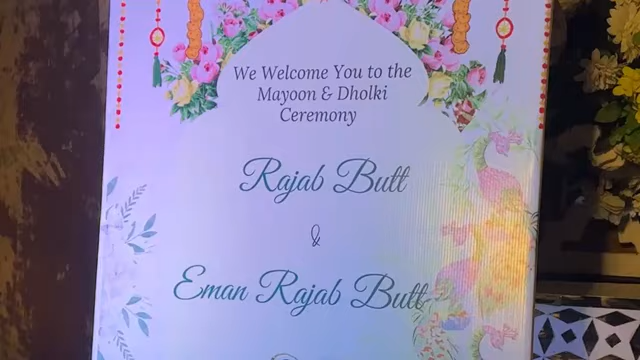 We Welcome You to the
Mayoon & Dholki
Ceremony
Rajab Butt
&
Eman Rajab Butt